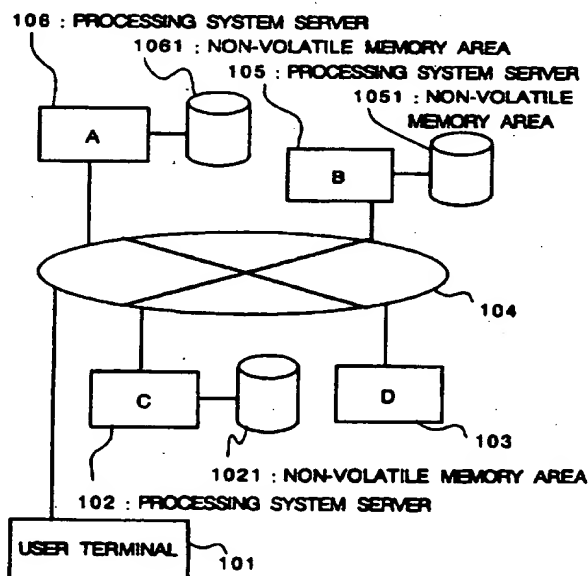 106 : PROCESSING SYSTEM SERVER
1061 : NON-VOLATILE MEMORY AREA
105 : PROCESSING SYSTEM SERVER
1051 : NON-VOLATILE
MEMORY AREA
A
B
104
C
D
103
1021 : NON-VOLATILE MEMORY AREA
102 : PROCESSING SYSTEM SERVER
USER TERMINAL
101